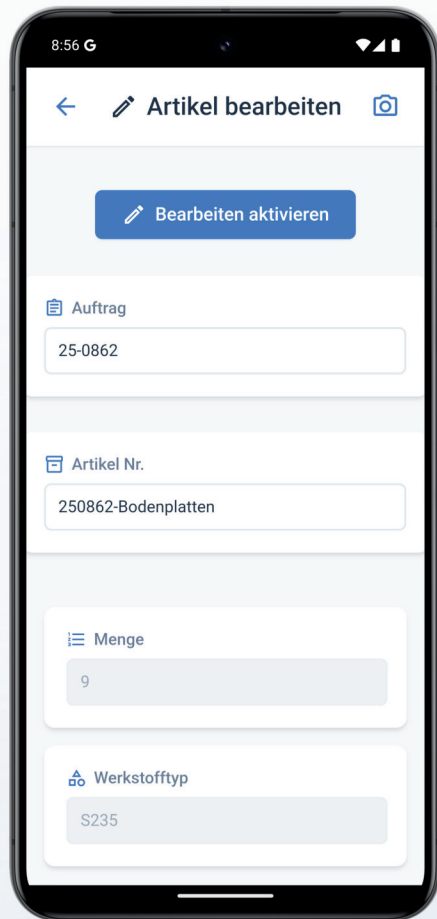 8:56 G
Artikel bearbeiten
Bearbeiten aktivieren
Auftrag
25-0862
Artikel Nr.
250862-Bodenplatten
Menge
9
Werkstofftyp
S235